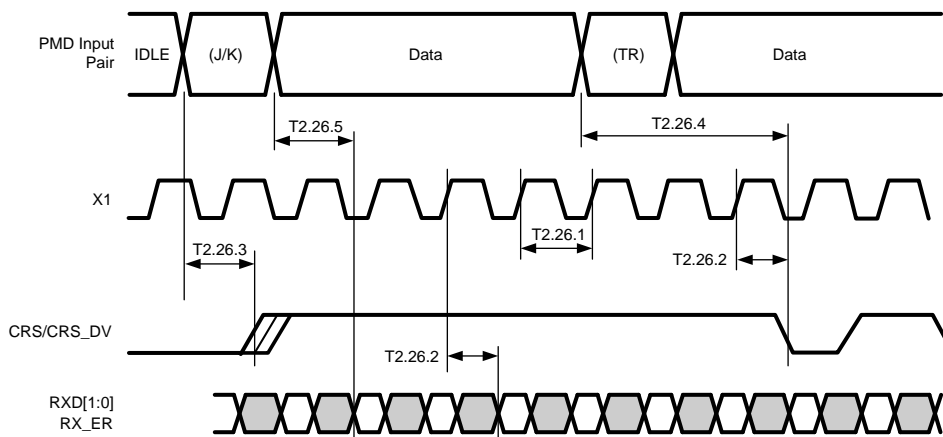 PMD Input
Pair
IDLE
(J/K)
Data
(TR)
Data
T2.26.5
T2.26.4
X1
T2.26.3
T2.26.1
T2.26.2
CRS/CRS_DV
T2.26.2
RXD[1:0]
RX_ER